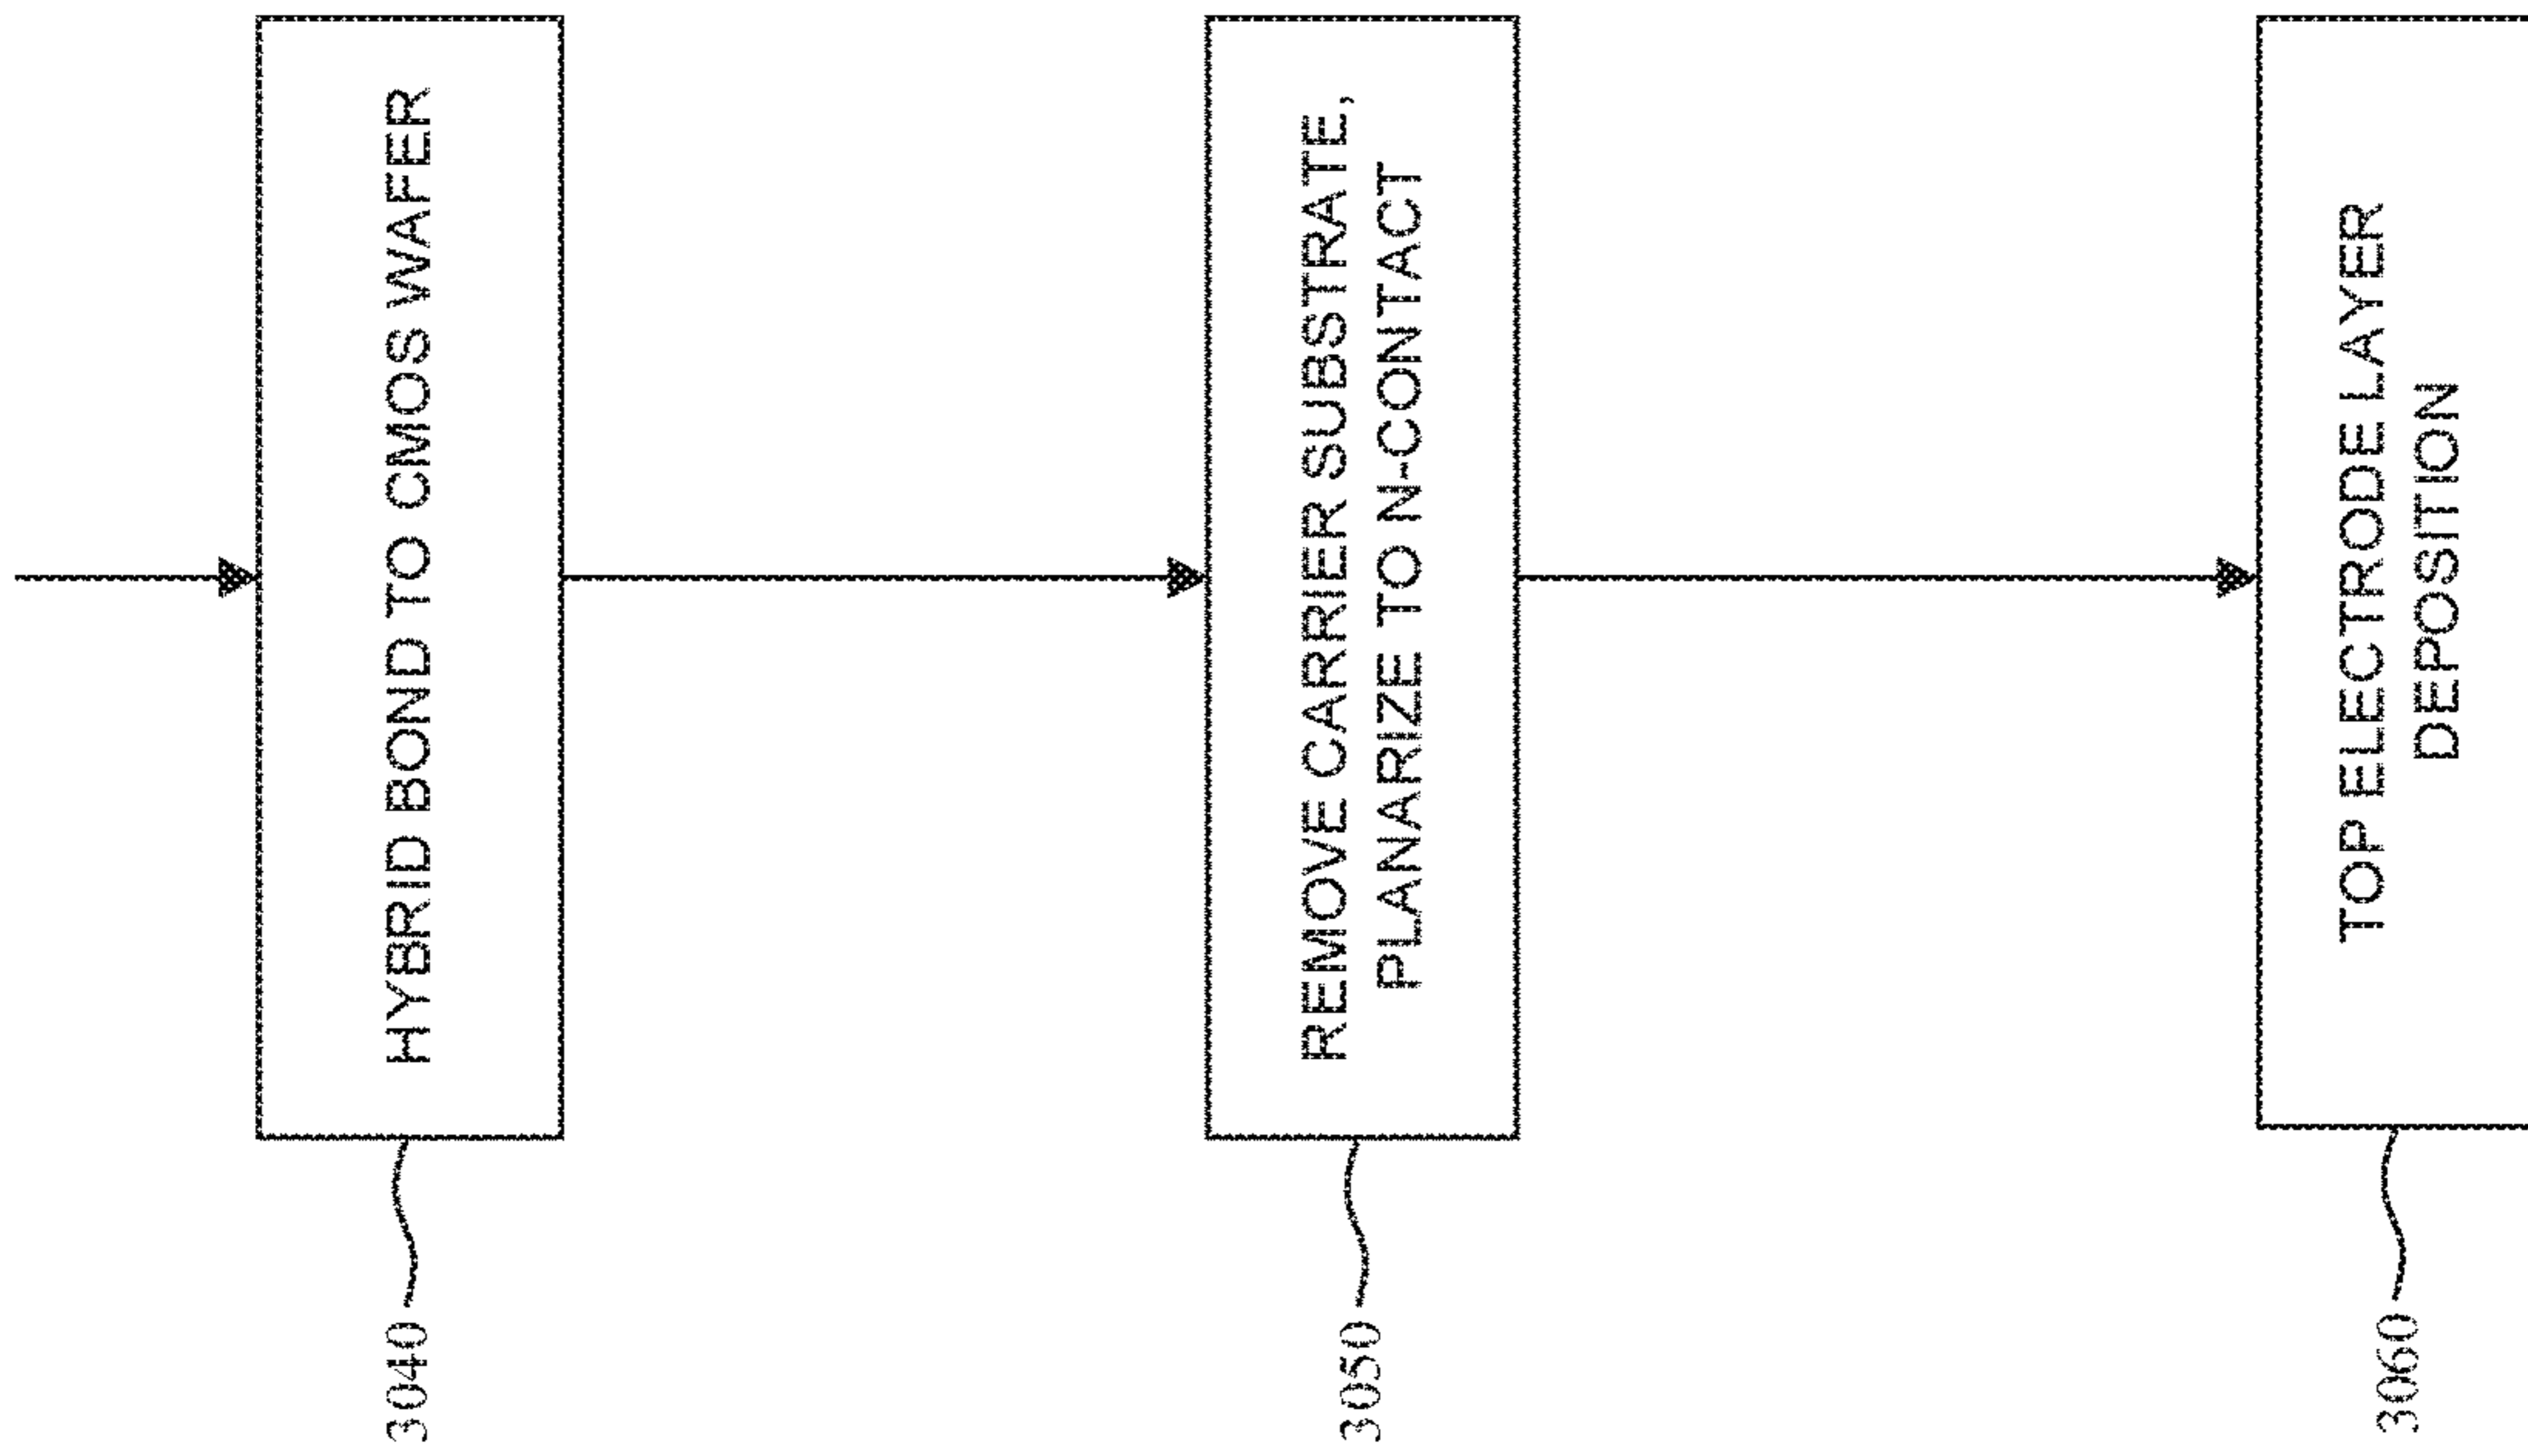 3040
HYBRID BOND TO CMOS WAFER
3050
REMOVE CARRIER SUBSTRATE,
PLANARIZE TO N-CONTACT
3060
TOP ELECTRODE LAYER
DEPOSITION